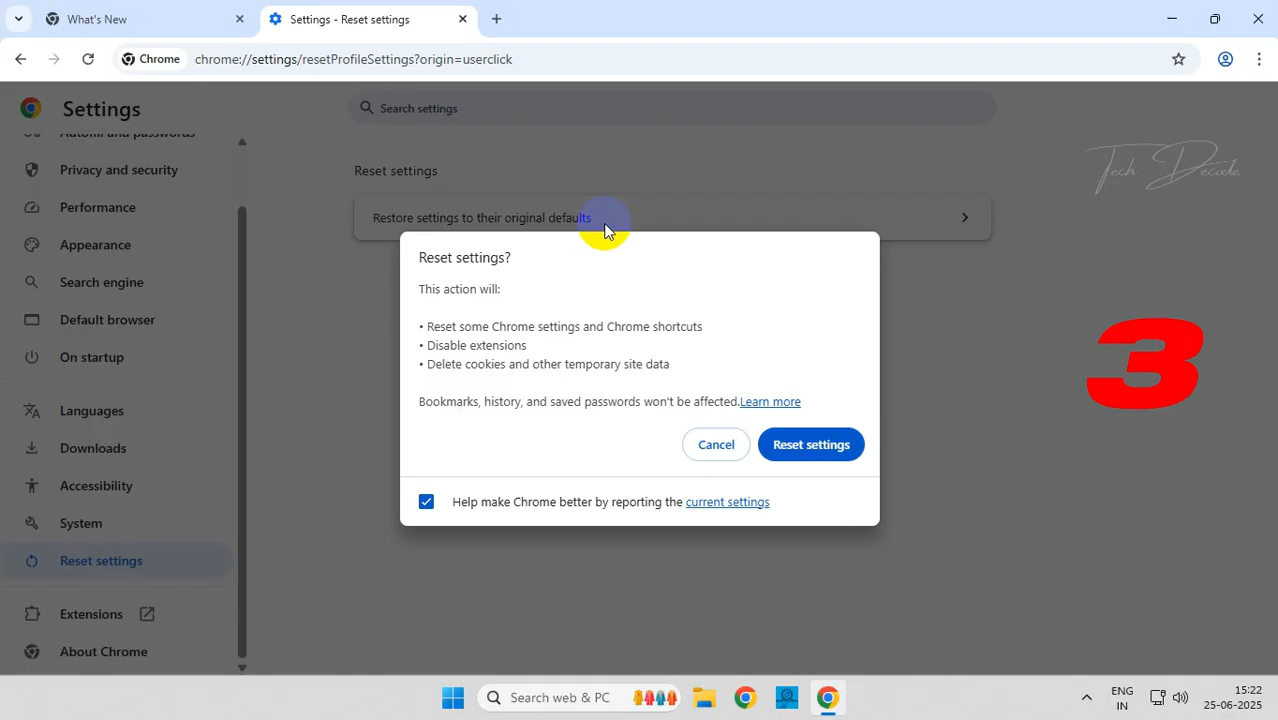 What's New
Settings - Reset settings
Chrome
chrome://settings/resetProfileSettings?origin=userclick
Settings
Search settings
Autofill and passwords
Privacy and security
Performance
Appearance
Search engine
Default browser
On startup
Languages
Downloads
Accessibility
System
Reset settings
Extensions
About Chrome
Reset settings
Restore settings to their original defaults
Tech Decode
Reset settings?
This action will:
• Reset some Chrome settings and Chrome shortcuts
• Disable extensions
• Delete cookies and other temporary site data
Bookmarks, history, and saved passwords won't be affected.Learn more
Cancel
Reset settings
Help make Chrome better by reporting the current settings
3
Search web & PC
ENG
IN
15:22
25-06-2025